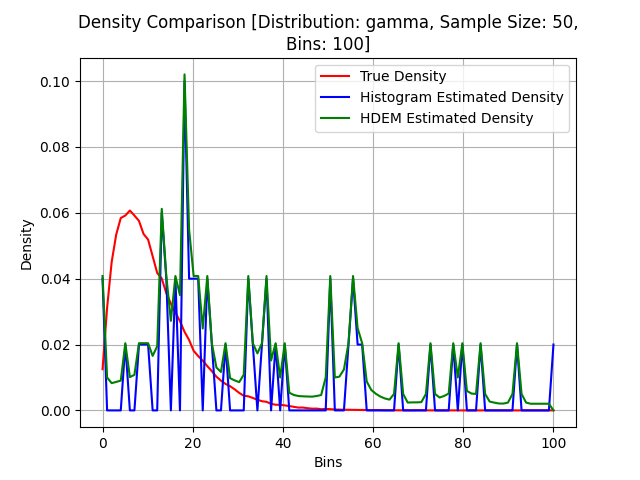 Density Comparison [Distribution: gamma, Sample Size: 50,
Bins: 100]
True Density
Histogram Estimated Density
HDEM Estimated Density
Density
0.10
0.08
0.06
0.04
0.02
0.00
0
20
40
60
80
100
Bins